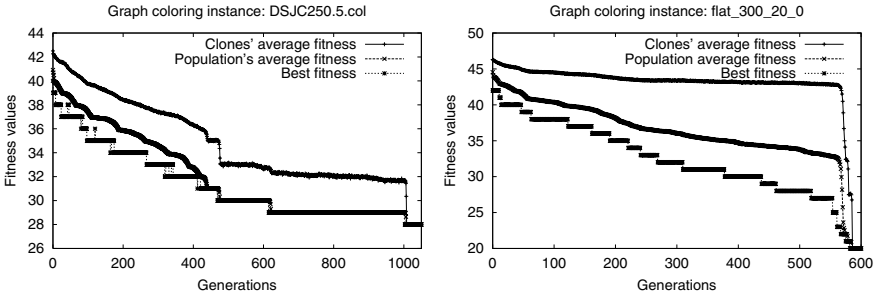 Graph coloring instance: DSJC250.5.col
Fitness values
44
42
40
38
36
34
32
30
28
26
0
200
400
600
800
1000
Generations
Clones' average fitness
Population's average fitness
Best fitness
Graph coloring instance: flat_300_20_0
Fitness values
50
45
40
35
30
25
20
0
100
200
300
400
500
600
Generations
Clones' average fitness
Population average fitness
Best fitness